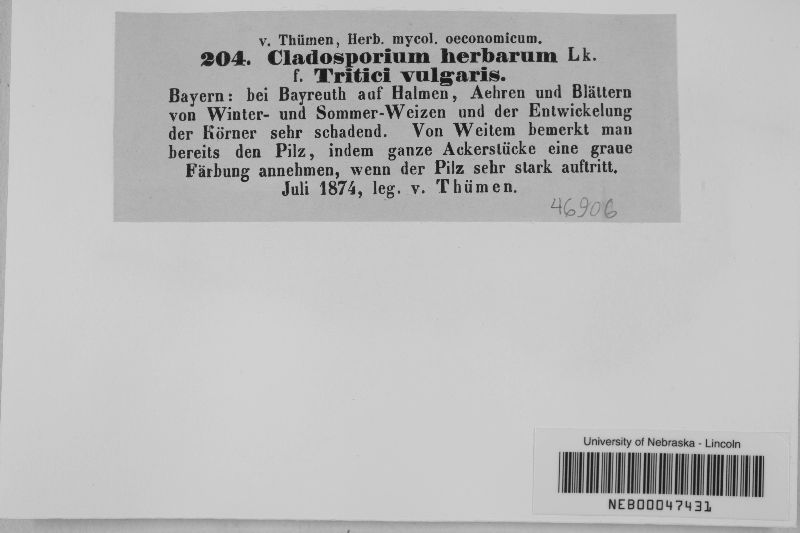 v. Thümen, Herb. mycol. oeconomicum.
204. Cladosporium herbarum Lk.
f. Tritici vulgaris.
Bayern: bei Bayreuth auf Halmen, Aehren und Blättern
von Winter- und Sommer-Weizen und der Entwickelung
der Körner sehr schadend. Von Weitem bemerkt man
bereits den Pilz, indem ganze Ackerstücke eine graue
Färbung annehmen, wenn der Pilz sehr stark auftritt.
Juli 1874, leg. v. Thümen.
46906
University of Nebraska - Lincoln
NEB00047431